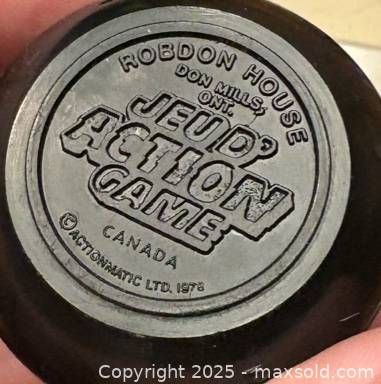 ROBDON HOUSE
DON MILLS,
ONT.
JEU D'
ACTION
GAME
CANADA
© ACTIONMATIC LTD. 1978
Copyright © 2025 - maxsold.com